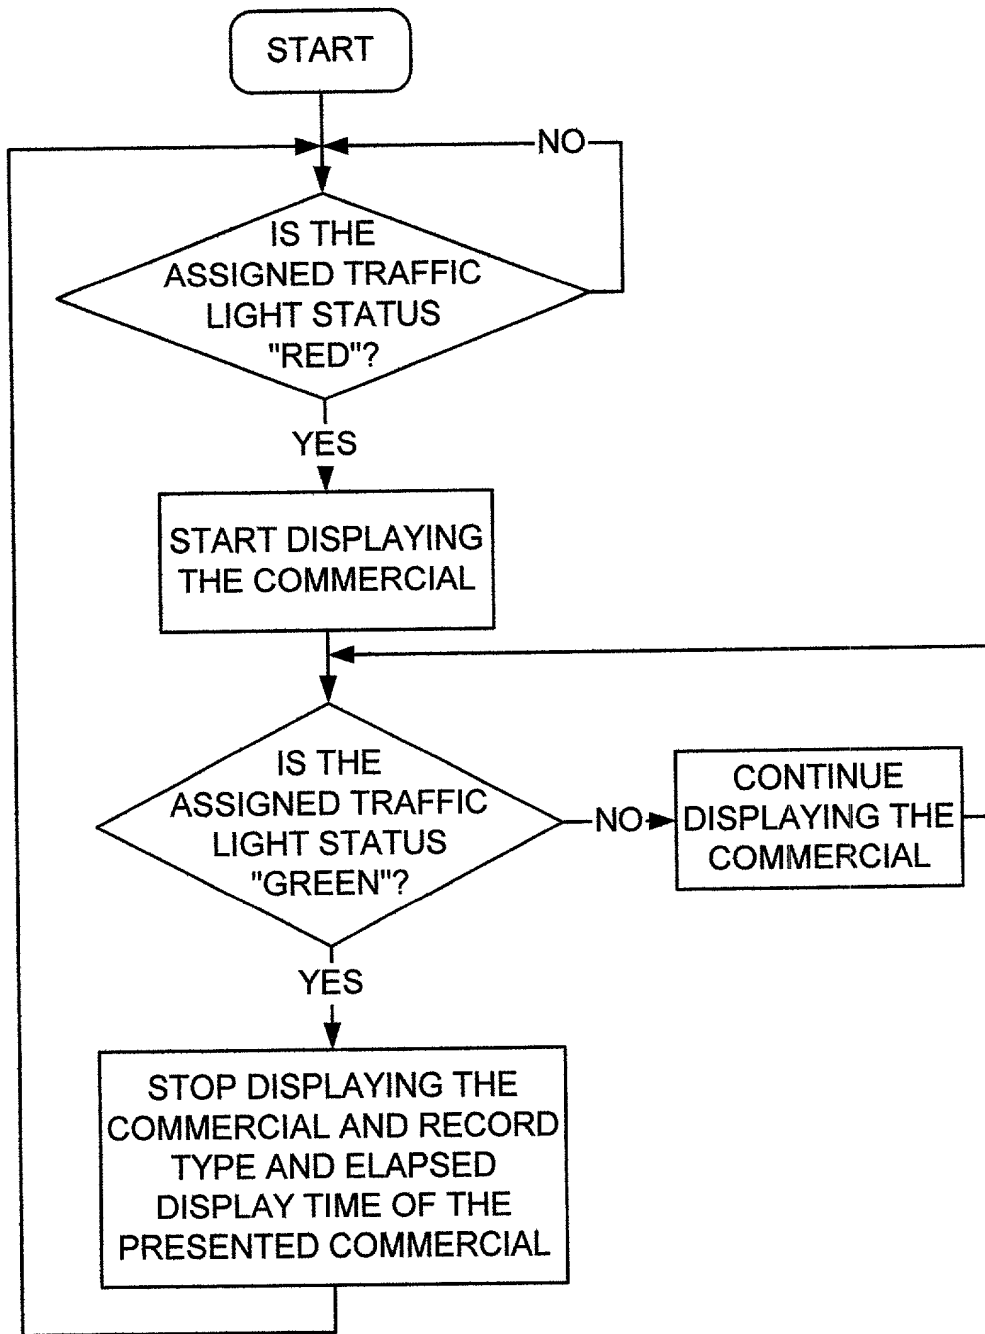 START
NO
IS THE
ASSIGNED TRAFFIC
LIGHT STATUS
"RED"?
YES
START DISPLAYING
THE COMMERCIAL
IS THE
ASSIGNED TRAFFIC
LIGHT STATUS
"GREEN"?
NO
CONTINUE
DISPLAYING THE
COMMERCIAL
YES
STOP DISPLAYING THE
COMMERCIAL AND RECORD
TYPE AND ELAPSED
DISPLAY TIME OF THE
PRESENTED COMMERCIAL